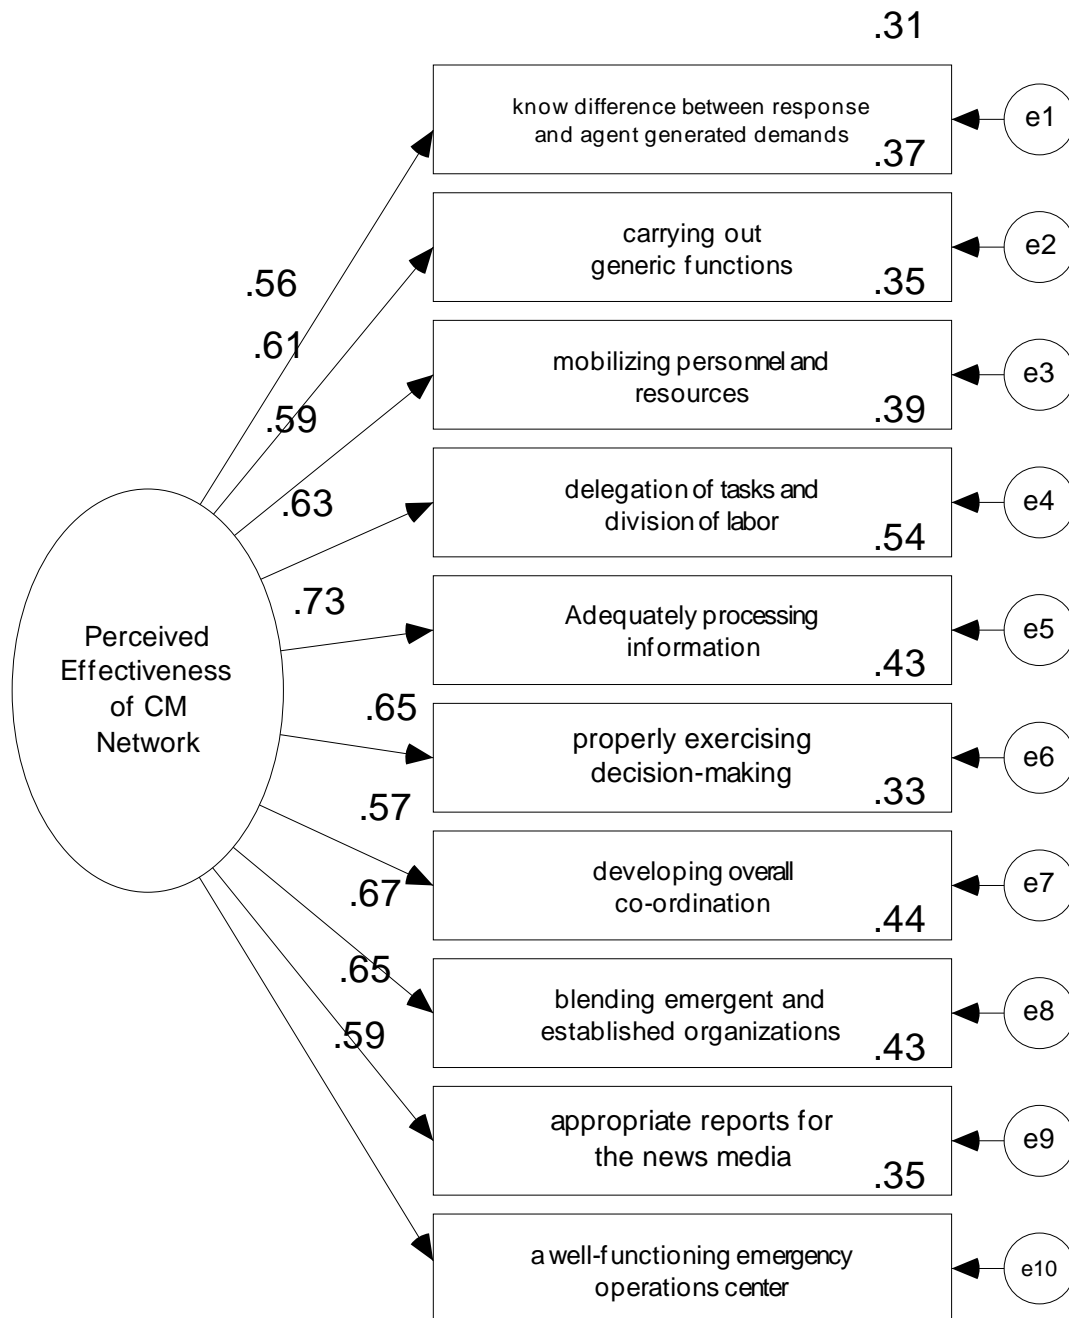 .31
know difference between response
and agent generated demands
e1
.37
carrying out
generic functions
e2
.56
.35
.61
mobilizing personnel and
resources
e3
.59
.39
.63
delegation of tasks and
division of labor
e4
.54
.73
Adequately processing
information
e5
Perceived
Effectiveness
of CM
Network
.43
.65
properly exercising
decision-making
e6
.33
.57
developing overall
co-ordination
e7
.67
.44
.65
blending emergent and
established organizations
e8
.59
.43
appropriate reports for
the news media
e9
.35
a well-functioning emergency
operations center
e10